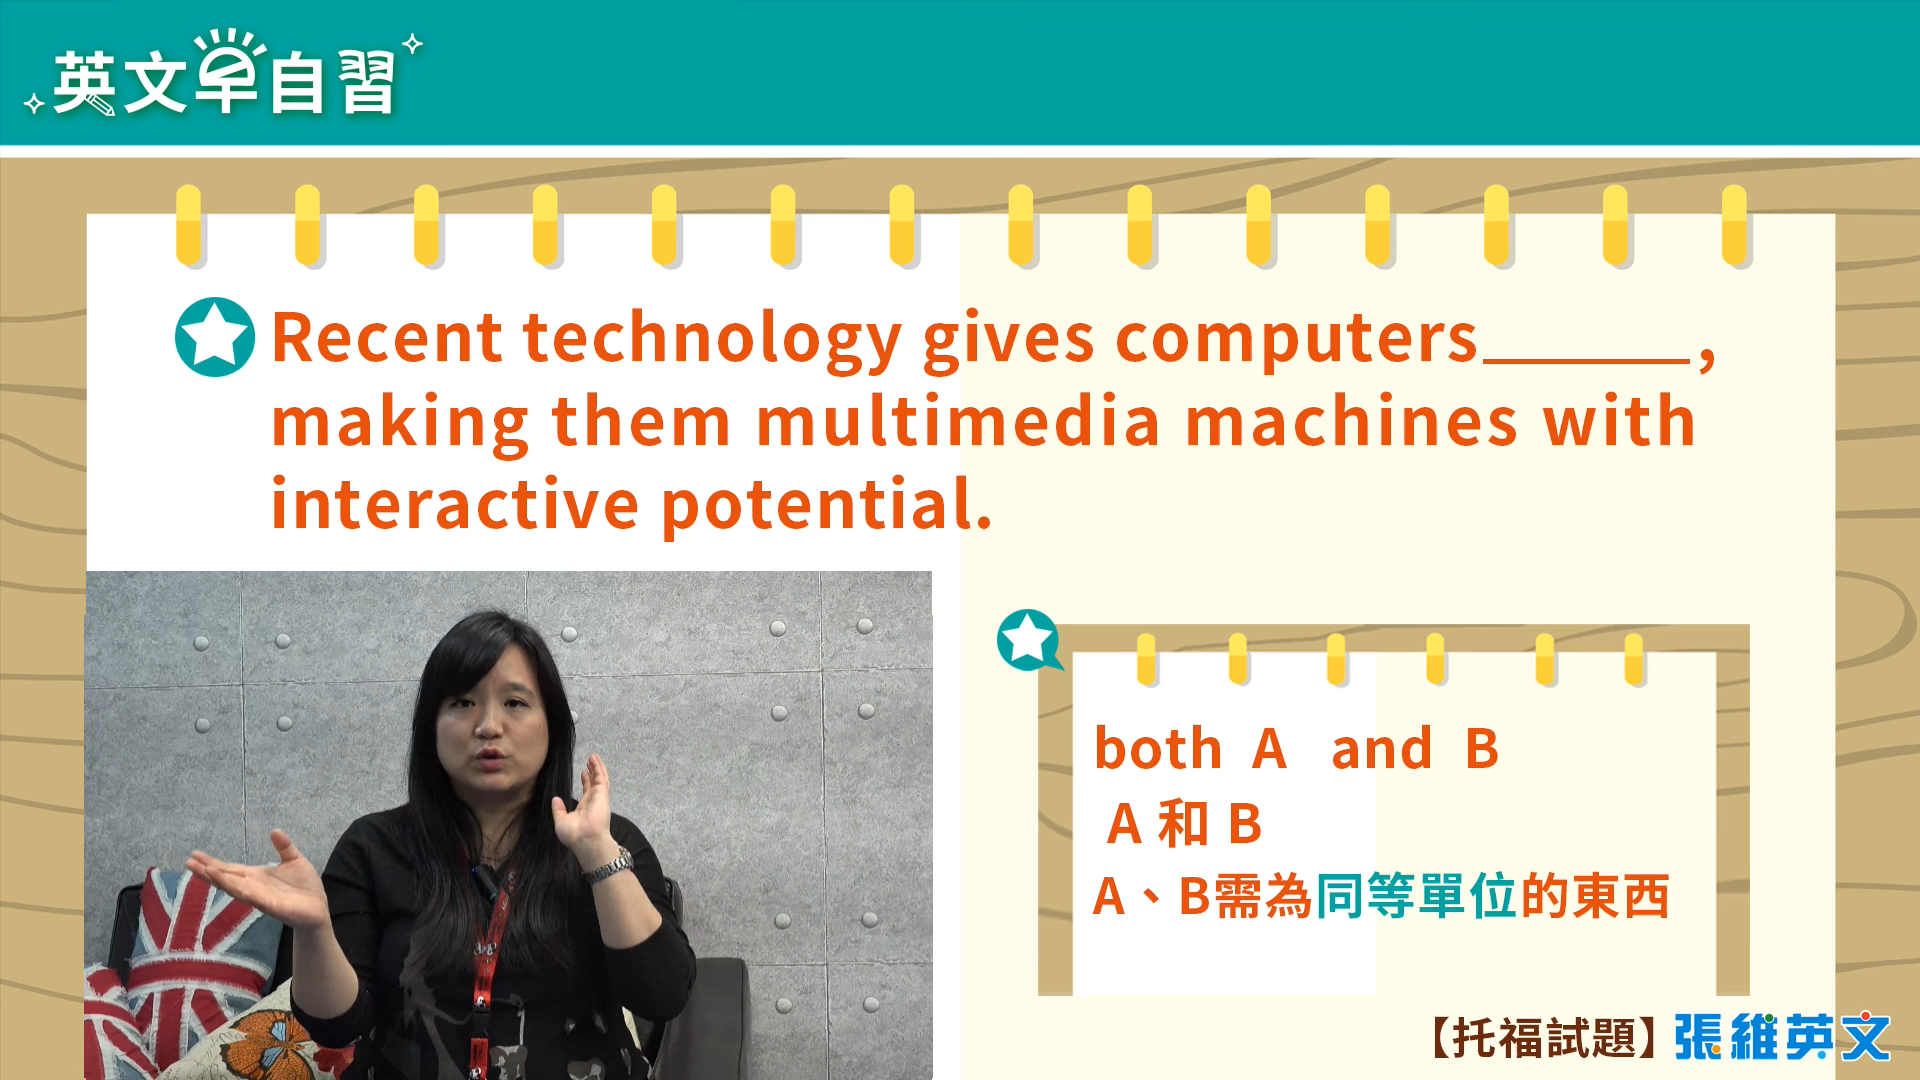 英文早自習
Recent technology gives computers______,
making them multimedia machines with
interactive potential.
both A and B
A 和 B
A、B需為同等單位的東西
【托福試題】張維英文